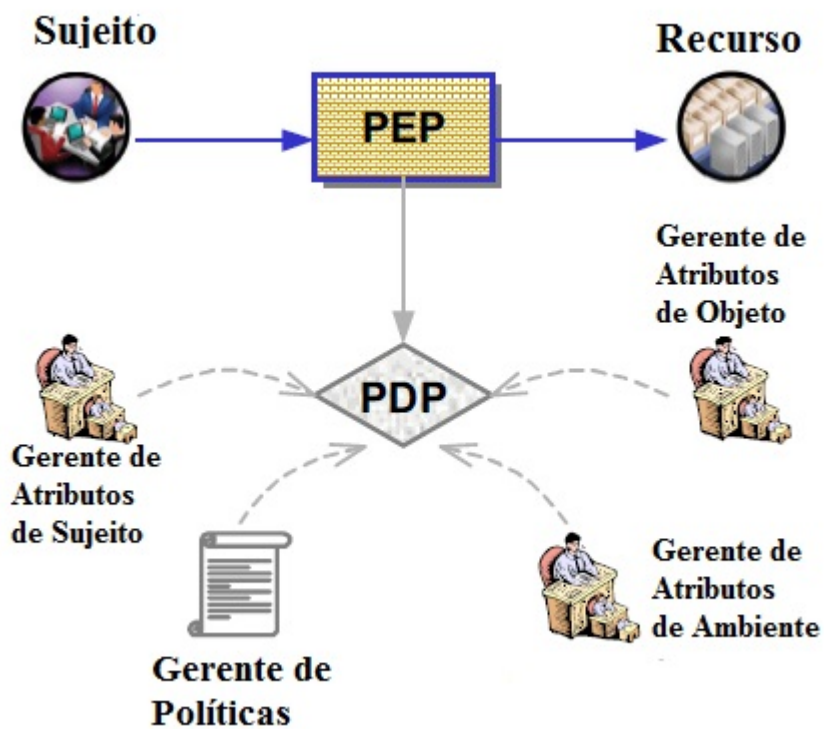 Sujeito
Recurso
PEP
Gerente de
Atributos
de Objeto
PDP
Gerente de
Atributos
de Sujeito
Gerente de
Atributos
de Ambiente
Gerente de
Políticas